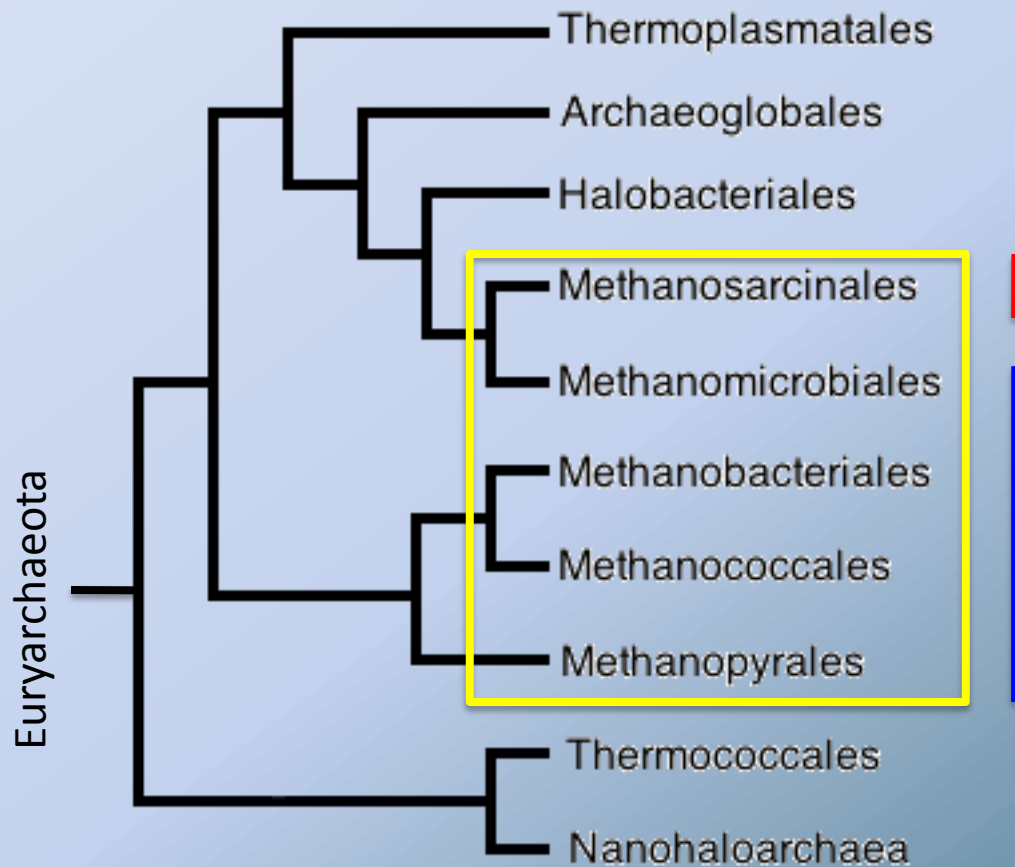 Thermoplasmatales
Archaeoglobales
Halobacteriales
Methanosarcinales
Methanomicrobiales
Methanobacteriales
Methanococcales
Methanopyrales
Thermococcales
Nanohaloarchaea
Euryarchaeota